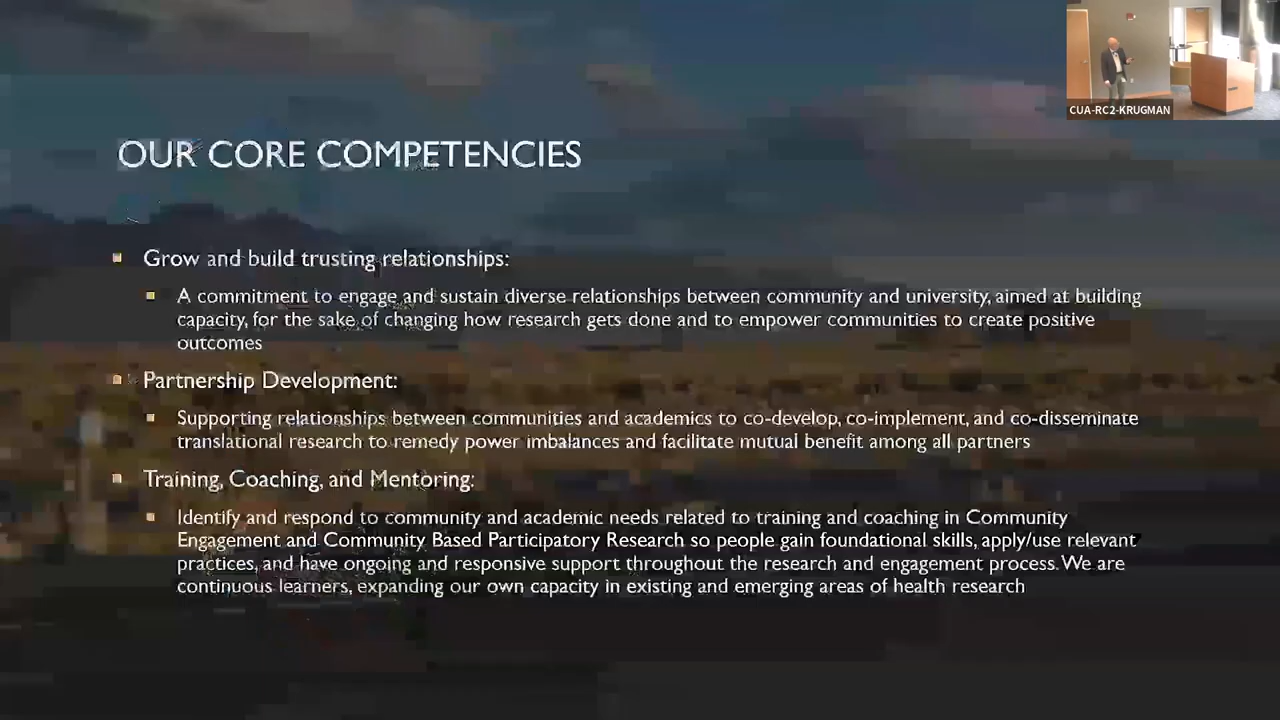 CUA-RC2-KRUGMAN
OUR CORE COMPETENCIES
Grow and build trusting relationships:
A commitment to engage and sustain diverse relationships between community and university, aimed at building
capacity, for the sake of changing how research gets done and to empower communities to create positive
outcomes
Partnership Development:
Supporting relationships between communities and academics to co-develop, co-implement, and co-disseminate
translational research to remedy power imbalances and facilitate mutual benefit among all partners
Training, Coaching, and Mentoring:
Identify and respond to community and academic needs related to training and coaching in Community
Engagement and Community Based Participatory Research so people gain foundational skills, apply/use relevant
practices, and have ongoing and responsive support throughout the research and engagement process. We are
continuous learners, expanding our own capacity in existing and emerging areas of health research